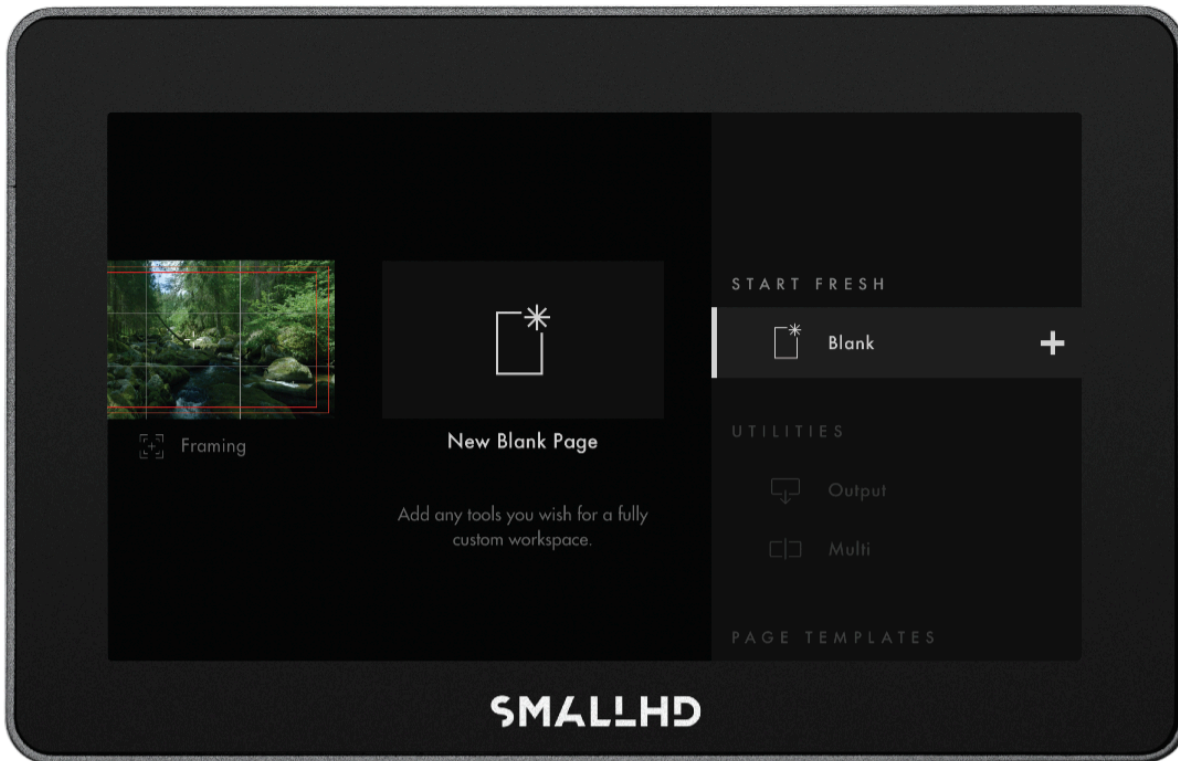 Framing
New Blank Page
Add any tools you wish for a fully
custom workspace.
START FRESH
Blank
UTILITIES
Output
Multi
PAGE TEMPLATES
SMALLHD